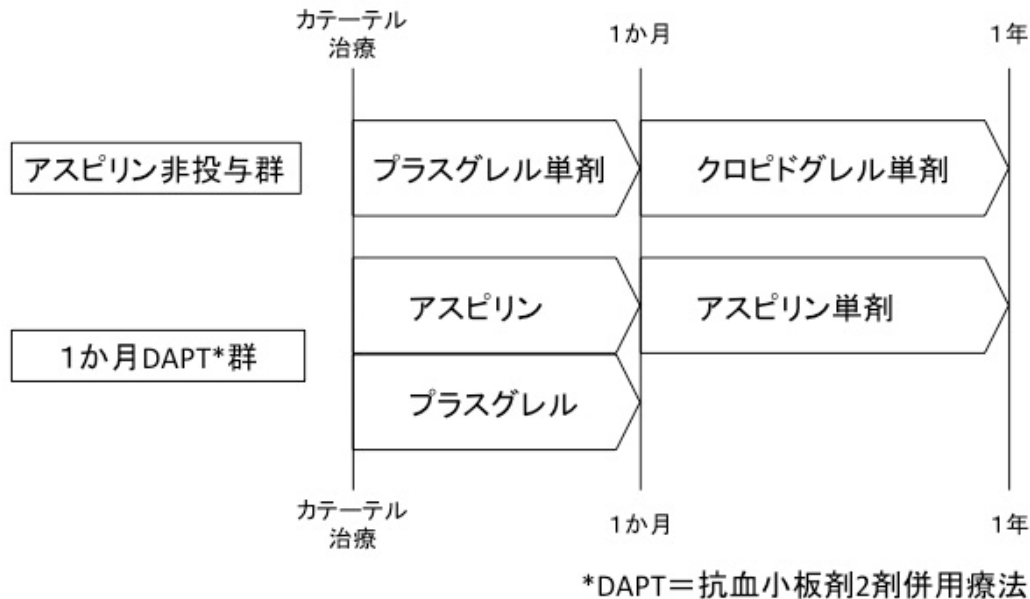 カテーテル
治療
1か月
1年
アスピリン非投与群
プラスグレル単剤
クロピドグレル単剤
1か月DAPT*群
アスピリン
アスピリン単剤
プラスグレル
カテーテル
治療
1か月
1年
*DAPT=抗血小板剤2剤併用療法